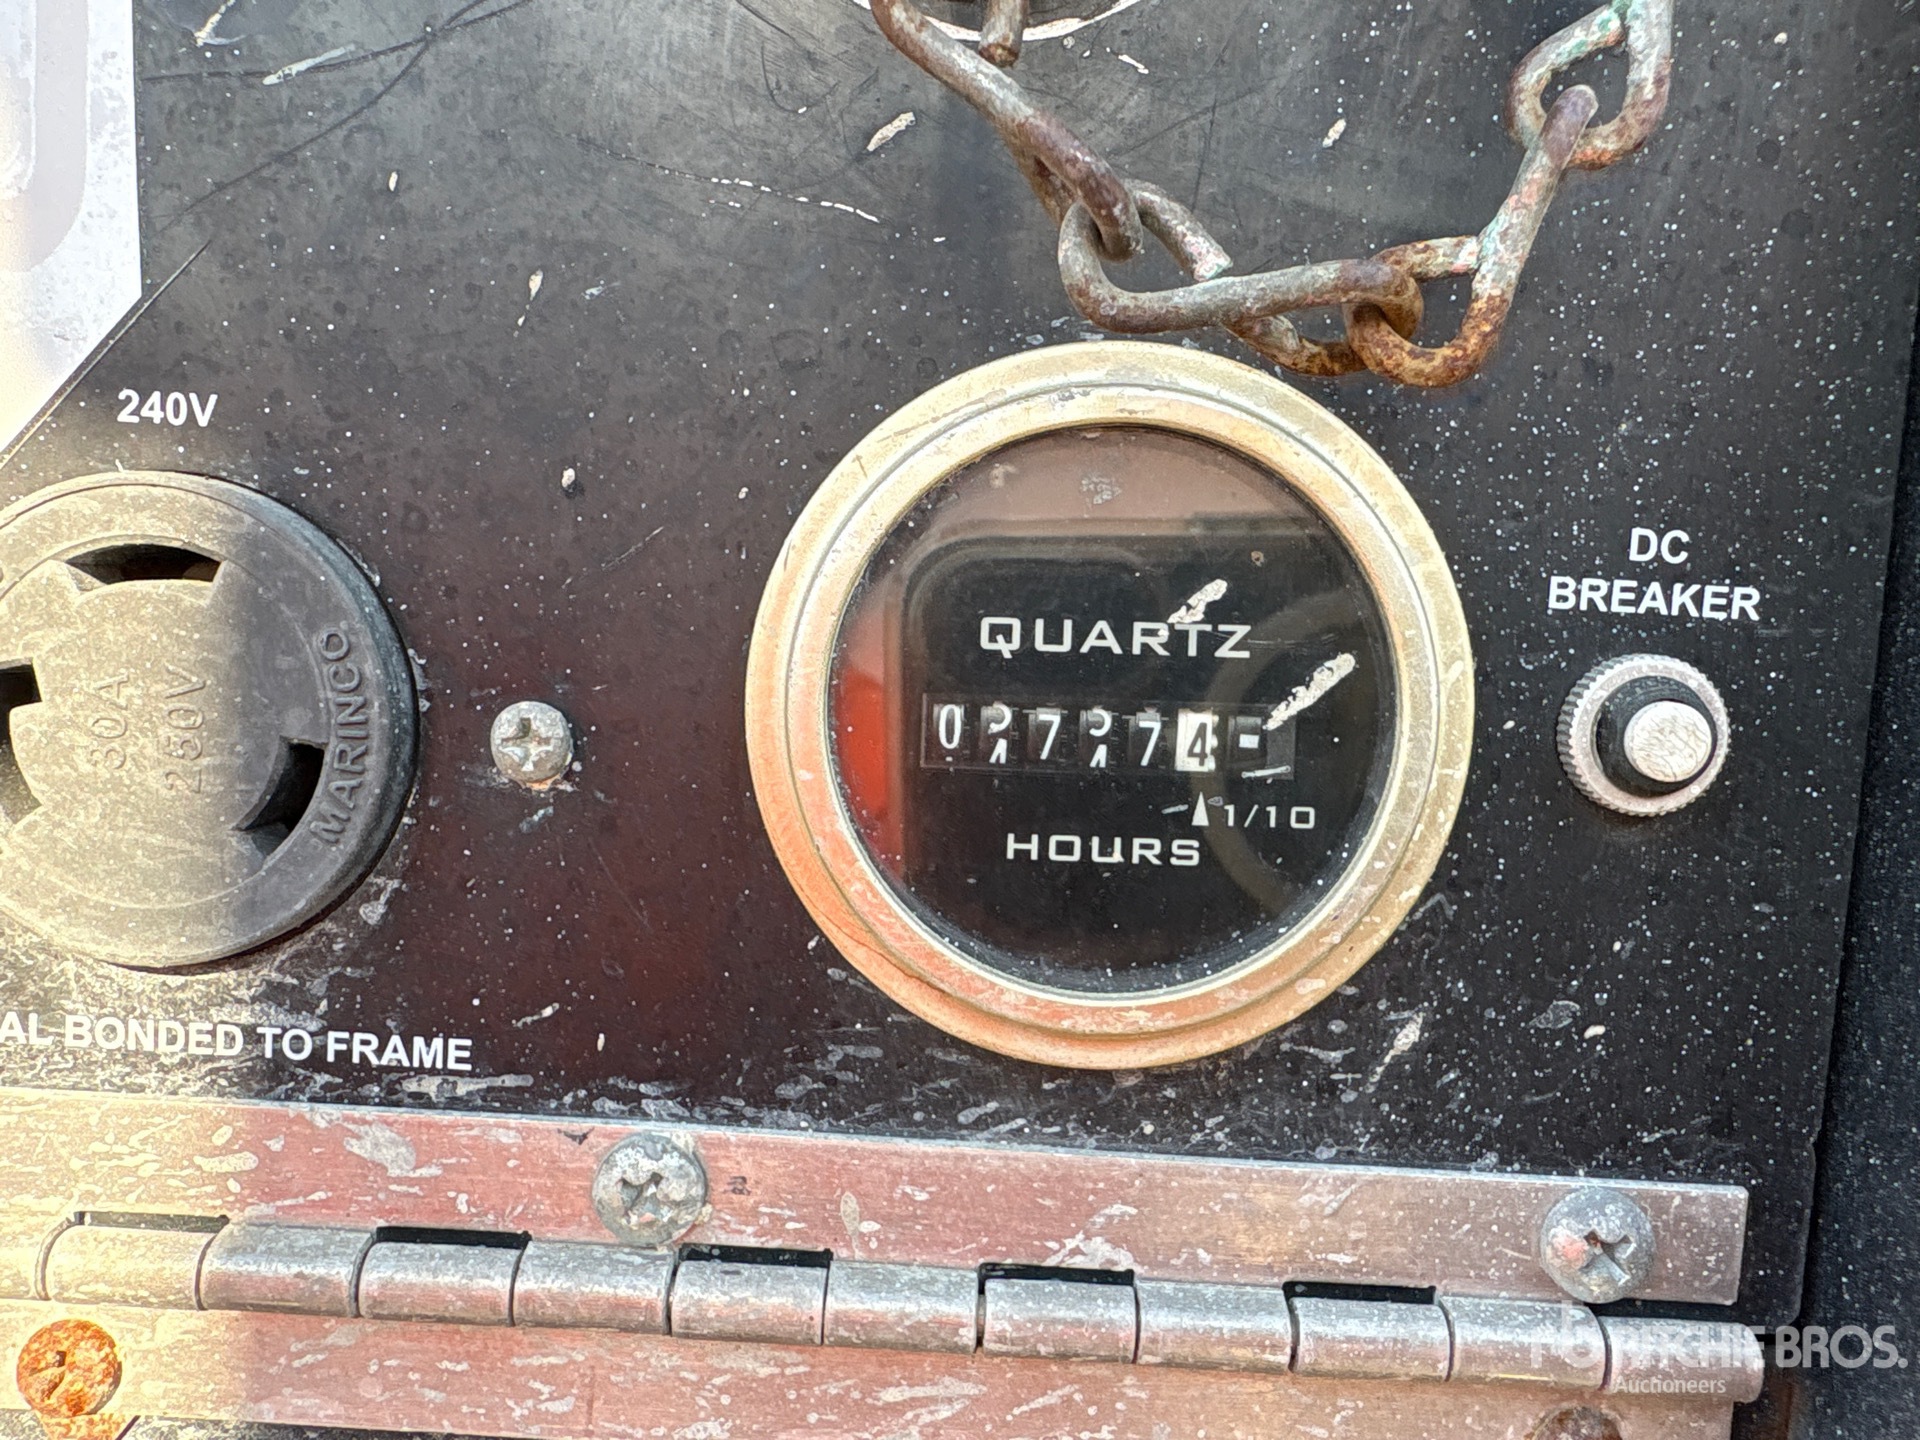 240V
DC
BREAKER
QUARTZ
30A
250V
MARINCO
1/10
HOURS
AL BONDED TO FRAME
RITCHIE BROS.
Auctioneers